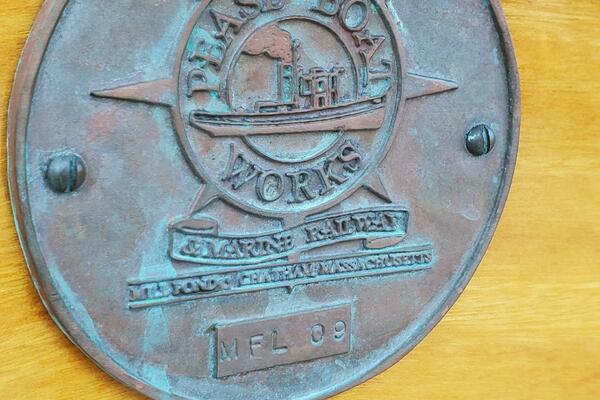 PEASE BOAT
WORKS
& MARINE RAILWAY
MILL POND CHATHAM MASSACHUSETTS
MFL 09